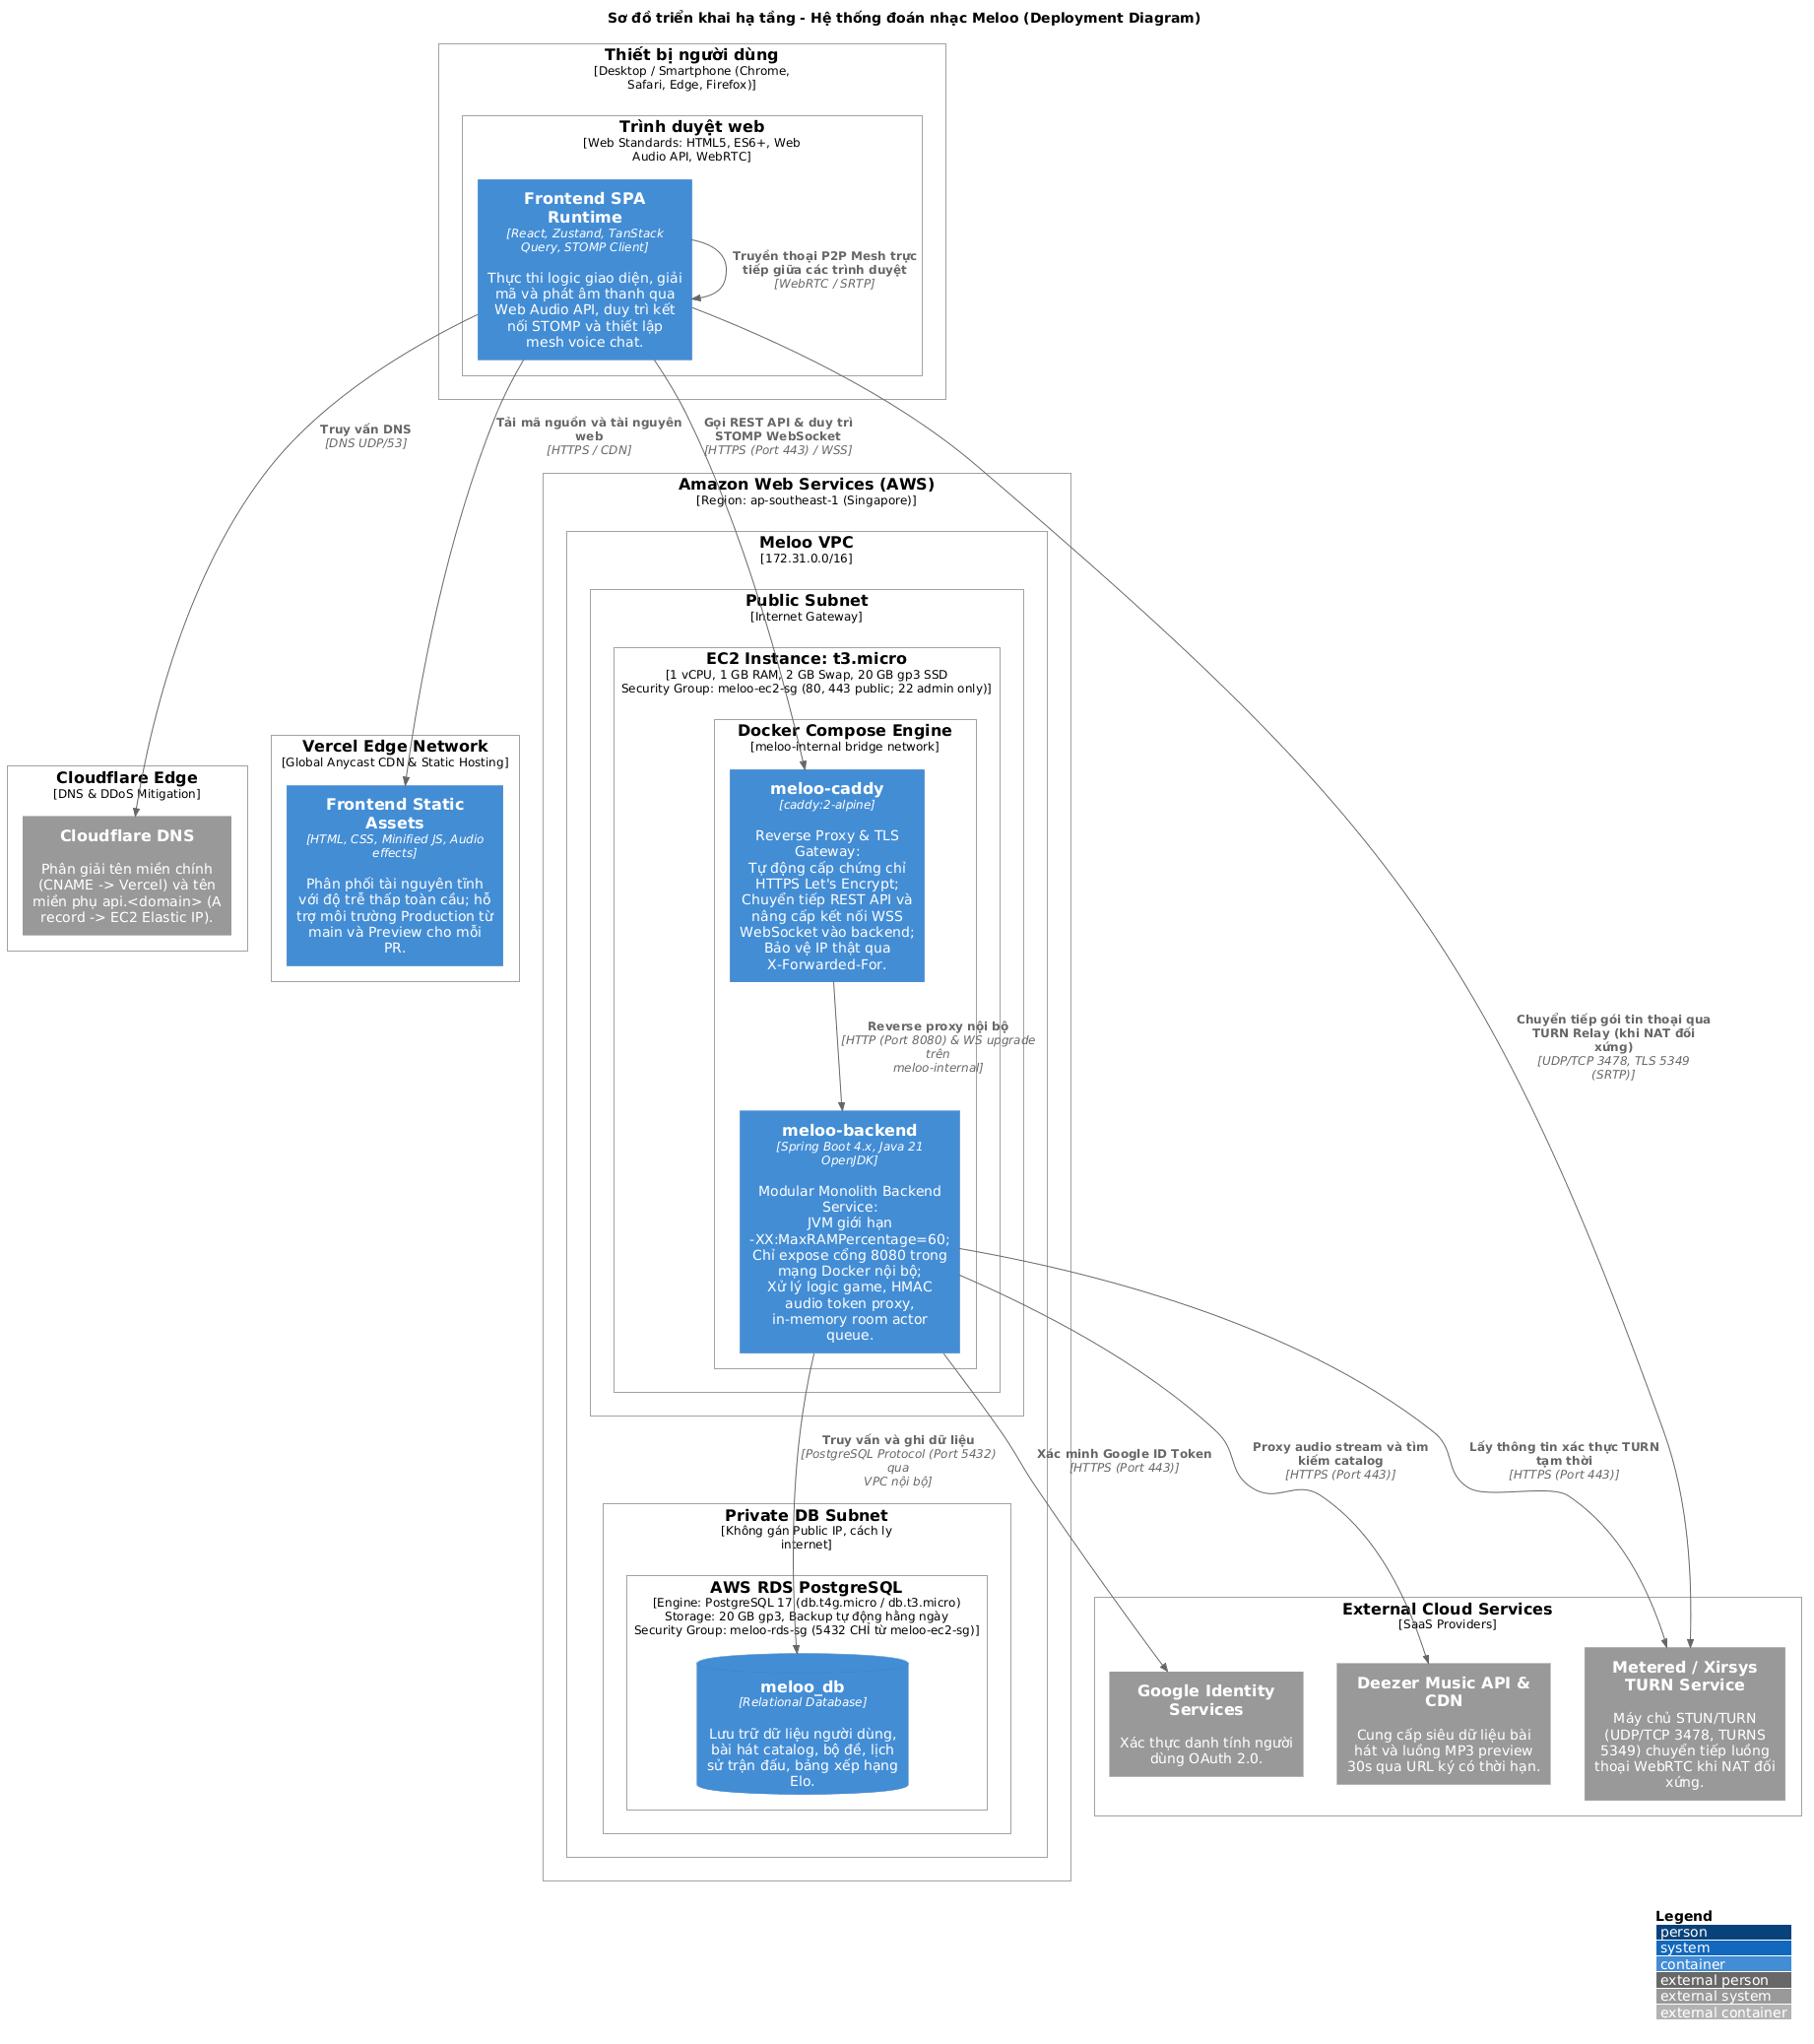 Sơ đồ triển khai hạ tầng - Hệ thống đoán nhạc Meloo (Deployment Diagram)
Thiết bị người dùng
[Desktop / Smartphone (Chrome,
Safari, Edge, Firefox)]
Trình duyệt web
[Web Standards: HTML5, ES6+, Web
Audio API, WebRTC]
Frontend SPA
Runtime
[React, Zustand, TanStack
Query, STOMP Client]
Thực thi logic giao diện, giải
mã và phát âm thanh qua
Web Audio API, duy trì kết
nối STOMP và thiết lập
mesh voice chat.
Truyền thoại P2P Mesh trực
tiếp giữa các trình duyệt
[WebRTC / SRTP]
Truy vấn DNS
[DNS UDP/53]
Tải mã nguồn và tài nguyên
web
[HTTPS / CDN]
Gọi REST API & duy trì
STOMP WebSocket
[HTTPS (Port 443) / WSS]
Amazon Web Services (AWS)
[Region: ap-southeast-1 (Singapore)]
Meloo VPC
[172.31.0.0/16]
Public Subnet
[Internet Gateway]
EC2 Instance: t3.micro
[1 vCPU, 1 GB RAM, 2 GB Swap, 20 GB gp3 SSD
Security Group: meloo-ec2-sg (80, 443 public; 22 admin only)]
Docker Compose Engine
[meloo-internal bridge network]
meloo-caddy
[caddy:2-alpine]
Reverse Proxy & TLS
Gateway:
Tự động cấp chứng chỉ
HTTPS Let's Encrypt;
Chuyển tiếp REST API và
nâng cấp kết nối WSS
WebSocket vào backend;
Bảo vệ IP thật qua
X-Forwarded-For.
Cloudflare Edge
[DNS & DDoS Mitigation]
Cloudflare DNS
Phân giải tên miền chính
(CNAME -> Vercel) và tên
miền phụ api.<domain> (A
record -> EC2 Elastic IP).
Vercel Edge Network
[Global Anycast CDN & Static Hosting]
Frontend Static
Assets
[HTML, CSS, Minified JS, Audio
effects]
Phân phối tài nguyên tĩnh
với độ trễ thấp toàn cầu; hỗ
trợ môi trường Production từ
main và Preview cho mỗi
PR.
Reverse proxy nội bộ
[HTTP (Port 8080) & WS upgrade
trên
meloo-internal]
Chuyển tiếp gói tin thoại qua
TURN Relay (khi NAT đối
xứng)
[UDP/TCP 3478, TLS 5349
(SRTP)]
meloo-backend
[Spring Boot 4.x, Java 21
OpenJDK]
Modular Monolith Backend
Service:
JVM giới hạn
-XX:MaxRAMPercentage=60;
Chỉ expose cổng 8080 trong
mạng Docker nội bộ;
Xử lý logic game, HMAC
audio token proxy,
in-memory room actor
queue.
Truy vấn và ghi dữ liệu
[PostgreSQL Protocol (Port 5432)
qua
VPC nội bộ]
Xác minh Google ID Token
[HTTPS (Port 443)]
Proxy audio stream và tìm
kiếm catalog
[HTTPS (Port 443)]
Lấy thông tin xác thực TURN
tạm thời
[HTTPS (Port 443)]
Private DB Subnet
[Không gán Public IP, cách ly
internet]
AWS RDS PostgreSQL
[Engine: PostgreSQL 17 (db.t4g.micro / db.t3.micro)
Storage: 20 GB gp3, Backup tự động hằng ngày
Security Group: meloo-rds-sg (5432 CHỈ từ meloo-ec2-sg)]
meloo_db
[Relational Database]
Lưu trữ dữ liệu người dùng,
bài hát catalog, bộ đề, lịch
sử trận đấu, bảng xếp hạng
Elo.
External Cloud Services
[SaaS Providers]
Google Identity
Services
Xác thực danh tính người
dùng OAuth 2.0.
Deezer Music API &
CDN
Cung cấp siêu dữ liệu bài
hát và luồng MP3 preview
30s qua URL ký có thời hạn.
Metered / Xirsys
TURN Service
Máy chủ STUN/TURN
(UDP/TCP 3478, TURNS
5349) chuyển tiếp luồng
thoại WebRTC khi NAT đối
xứng.
Legend
person
system
container
external person
external system
external container